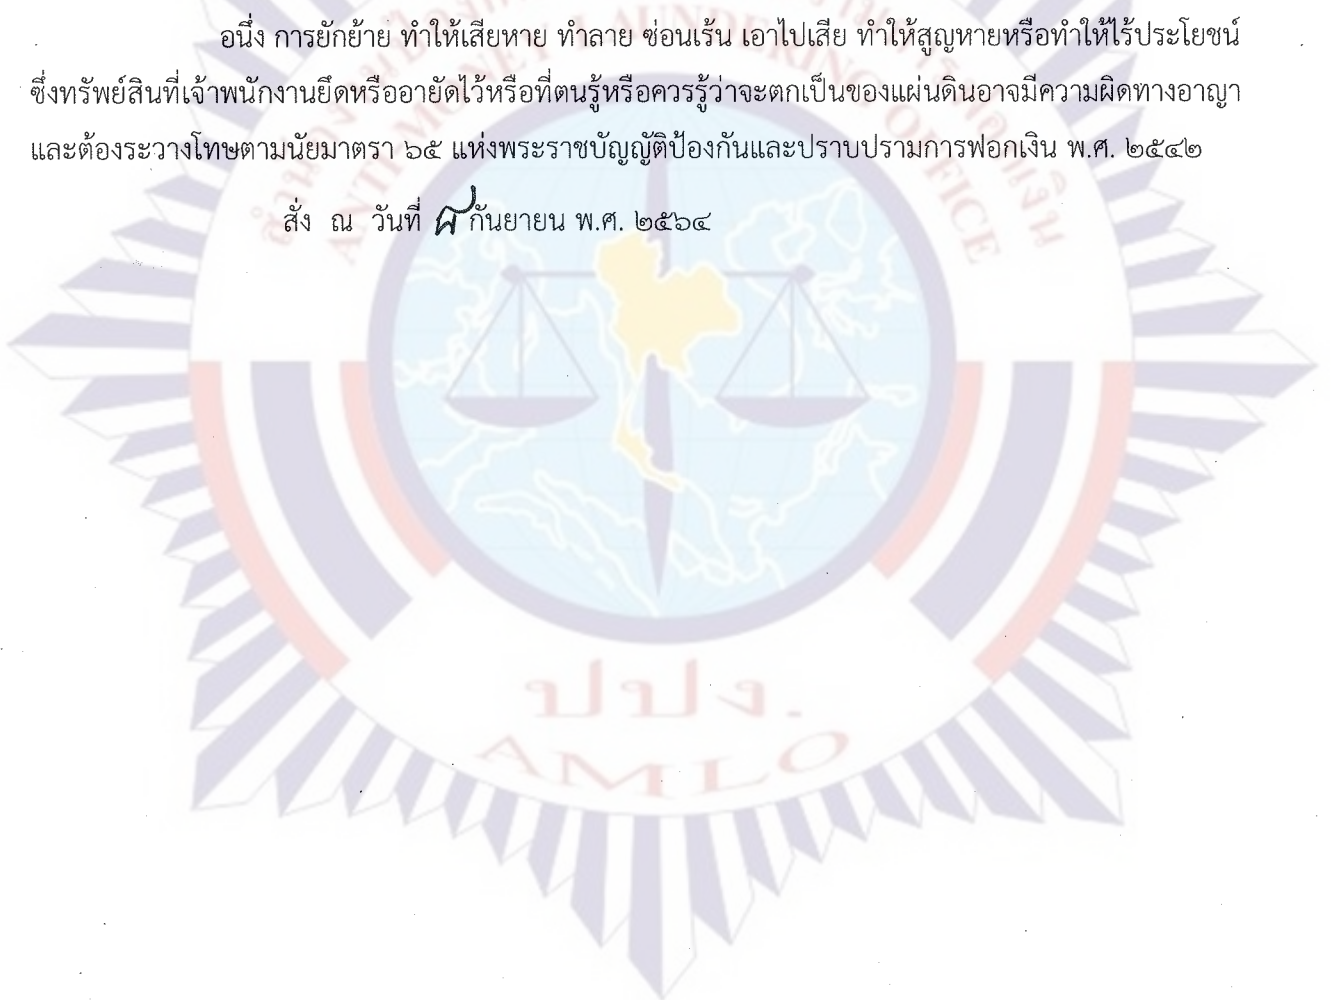 อนึ่ง การยักย้าย ทำให้เสียหาย ทำลาย ซ่อนเร้น เอาไปเสีย ทำให้สูญหายหรือทำให้ไร้ประโยชน์
ซึ่งทรัพย์สินที่เจ้าพนักงานยึดหรืออายัดไว้หรือที่ตนรู้หรือควรรู้ว่าจะตกเป็นของแผ่นดินอาจมีความผิดทางอาญา
และต้องระวางโทษตามนัยมาตรา ๖๕ แห่งพระราชบัญญัติป้องกันและปราบปรามการฟอกเงิน พ.ศ. ๒๕๔๒
สั่ง ณ วันที่ ๘ กันยายน พ.ศ. ๒๕๖๔
ANTI MONEY LAUNDERING OFFICE
ปปง.
AMLO